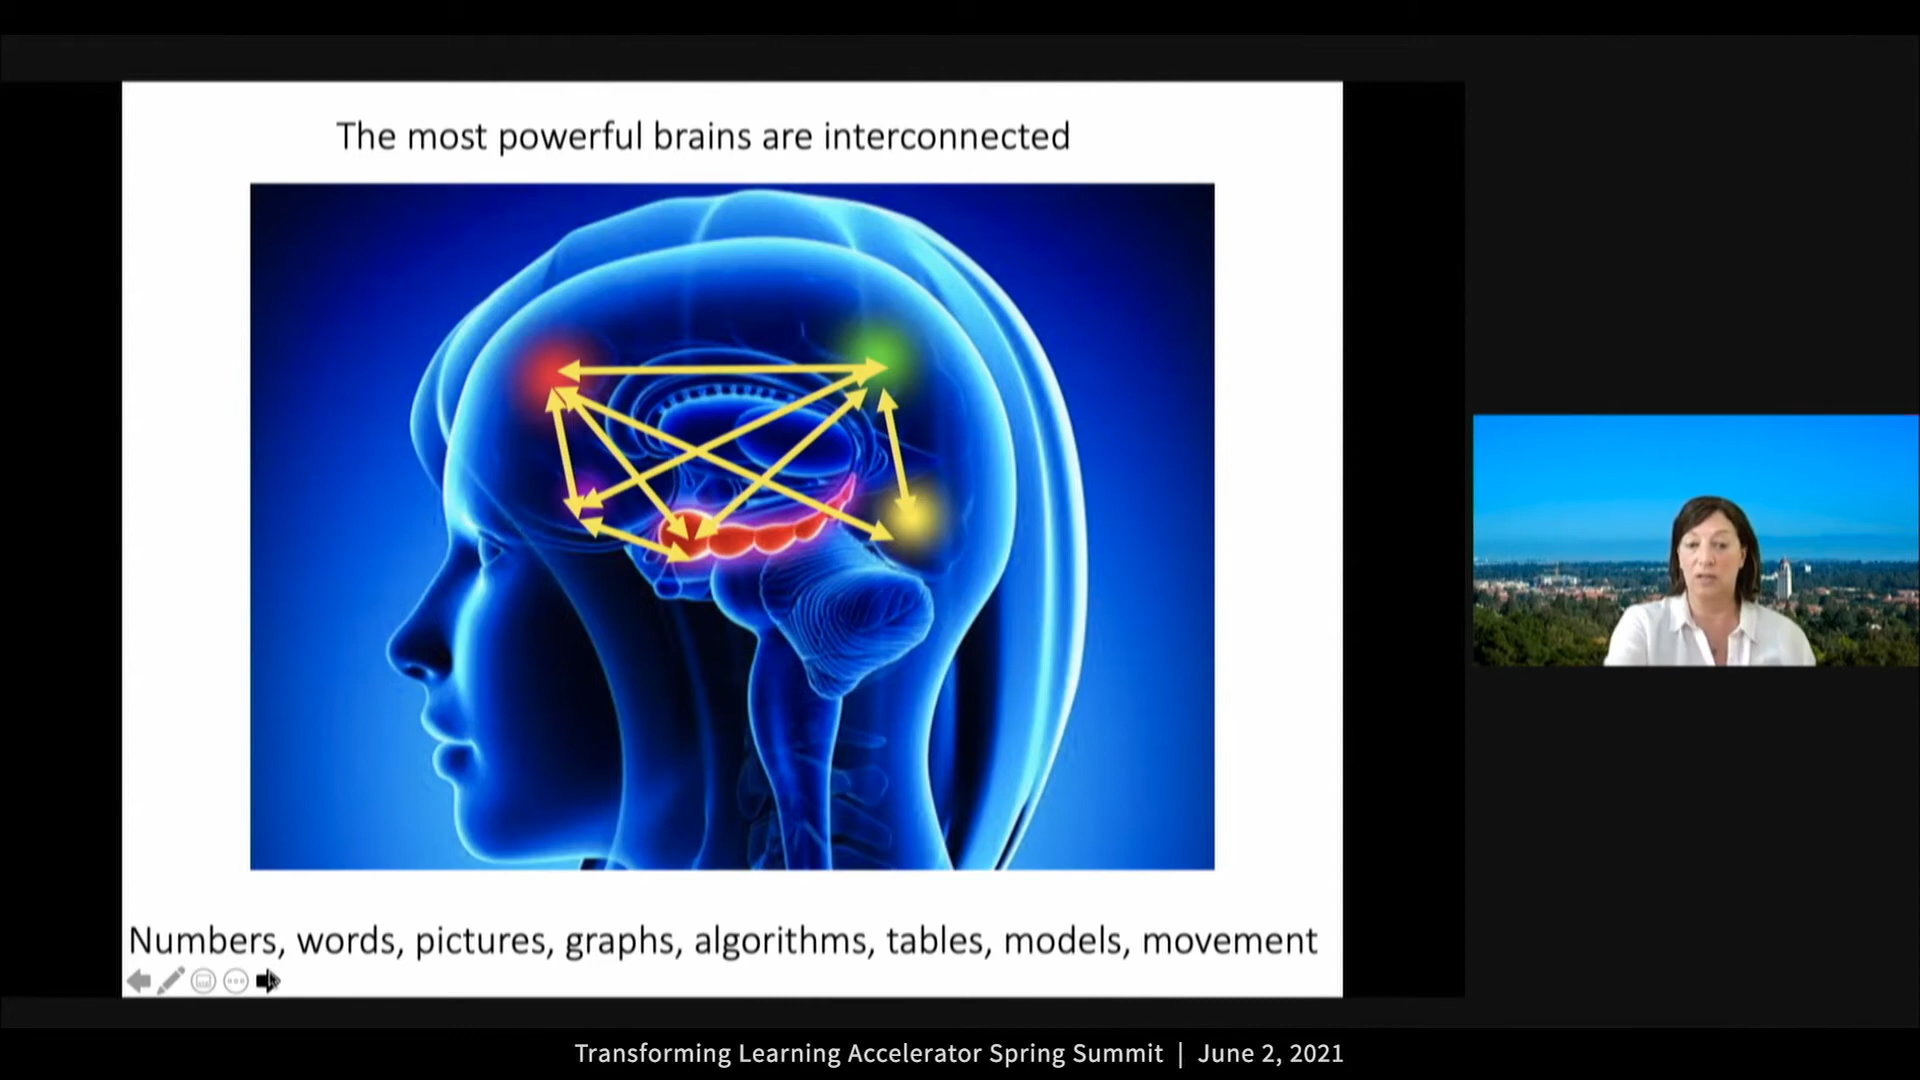 The most powerful brains are interconnected
Numbers, words, pictures, graphs, algorithms, tables, models, movement
Transforming Learning Accelerator Spring Summit | June 2, 2021